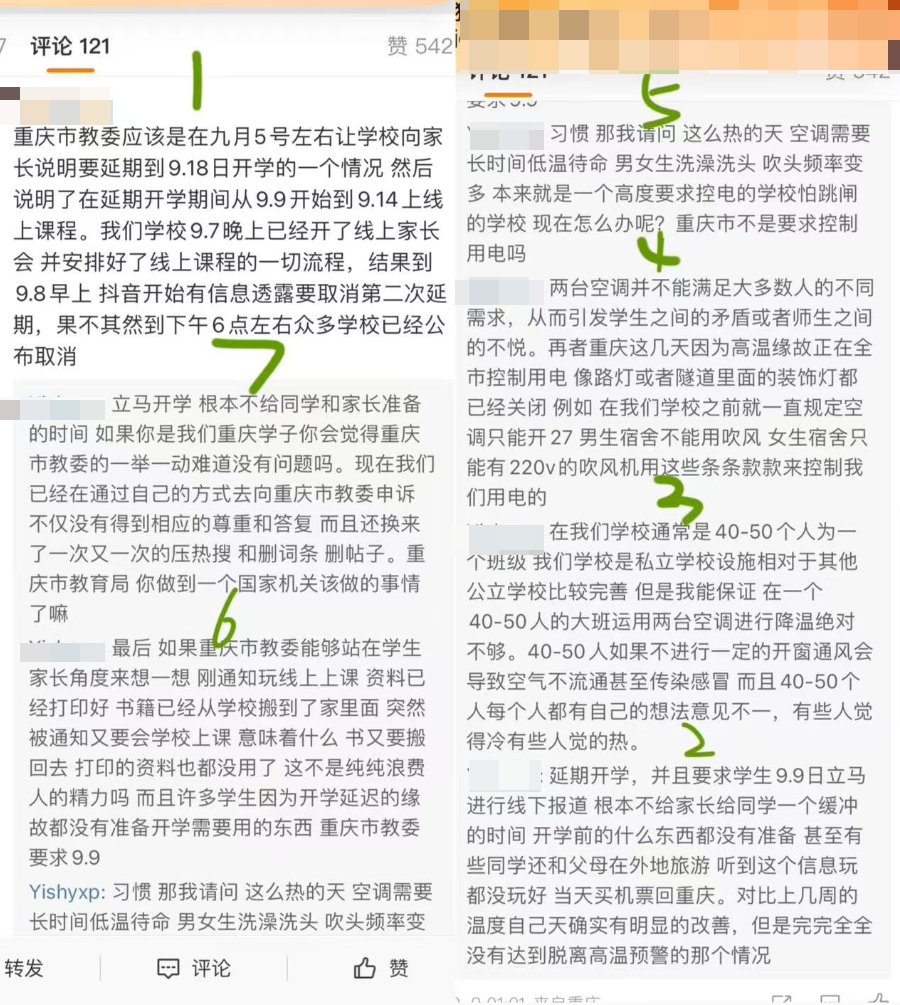 评论 121
赞 542
1
重庆市教委应该是在九月5号左右让学校向家
长说明要延期到9.18日开学的一个情况 然后
说明了在延期开学期间从9.9开始到9.14上线
上课程。我们学校9.7晚上已经开了线上家长
会 并安排好了线上课程的一切流程，结果到
9.8早上 抖音开始有信息透露要取消第二次延
期，果不其然到下午6点左右众多学校已经公
布取消
7
立马开学 根本不给同学和家长准备
的时间 如果你是我们重庆学子你会觉得重庆
市教委的一举一动难道没有问题吗。现在我们
已经在通过自己的方式去向重庆市教委申诉
不仅没有得到相应的尊重和答复 而且还换来
了一次又一次的压热搜 和删词条 删帖子。重
庆市教育局 你做到一个国家机关该做的事情
了嘛
6
最后 如果重庆市教委能够站在学生
家长角度来想一想 刚通知玩线上上课 资料已
经打印好 书籍已经从学校搬到了家里面 突然
被通知又要会学校上课 意味着什么 书又要搬
回去 打印的资料也都没用了 这不是纯纯浪费
人的精力吗 而且许多学生因为开学延迟的缘
故都没有准备开学需要用的东西 重庆市教委
要求9.9
Yishyxp: 习惯 那我请问 这么热的天 空调需要
长时间低温待命 男女生洗澡洗头 吹头频率变
转发
评论
赞
评论 121
赞 542
要求9.9
5
习惯 那我请问 这么热的天 空调需要
长时间低温待命 男女生洗澡洗头 吹头频率变
多 本来就是一个高度要求控电的学校怕跳闸
的学校 现在怎么办呢？重庆市不是要求控制
用电吗
4
两台空调并不能满足大多数人的不同
需求，从而引发学生之间的矛盾或者师生之间
的不悦。再者重庆这几天因为高温缘故正在全
市控制用电 像路灯或者隧道里面的装饰灯都
已经关闭 例如 在我们学校之前就一直规定空
调只能开27 男生宿舍不能用吹风 女生宿舍只
能有220v的吹风机用这些条条款款来控制我
们用电的
3
在我们学校通常是40-50个人为一
个班级 我们学校是私立学校设施相对于其他
公立学校比较完善 但是我能保证 在一个
40-50人的大班运用两台空调进行降温绝对
不够。40-50人如果不进行一定的开窗通风会
导致空气不流通甚至传染感冒 而且40-50个
人每个人都有自己的想法意见不一，有些人觉
得冷有些人觉的热。
2
延期开学，并且要求学生9.9日立马
进行线下报道 根本不给家长给同学一个缓冲
的时间 开学前的什么东西都没有准备 甚至有
些同学还和父母在外地旅游 听到这个信息玩
都没玩好 当天买机票回重庆。对比上几周的
温度自己天确实有明显的改善，但是完完全全
没有达到脱离高温预警的那个情况